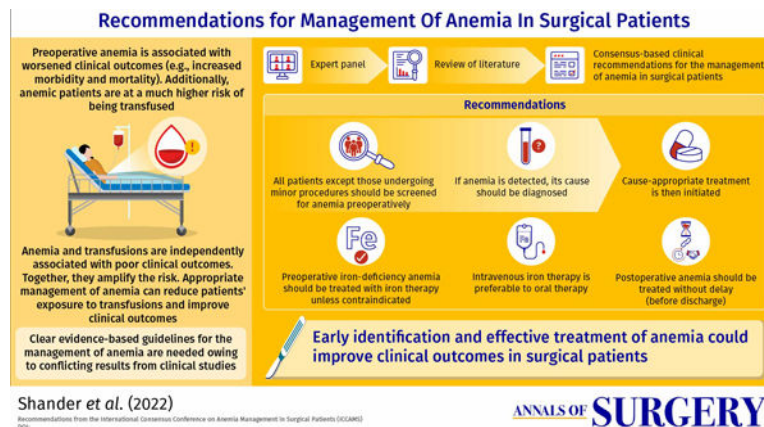 Recommendations for Management Of Anemia In Surgical Patients
Preoperative anemia is associated with
worsened clinical outcomes (e.g., increased
morbidity and mortality). Additionally,
anemic patients are at a much higher risk of
being transfused
Anemia and transfusions are independently
associated with poor clinical outcomes.
Together, they amplify the risk. Appropriate
management of anemia can reduce patients'
exposure to transfusions and improve
clinical outcomes
Clear evidence-based guidelines for the
management of anemia are needed owing
to conflicting results from clinical studies
Expert panel
Review of literature
Consensus-based clinical
recommendations for the management
of anemia in surgical patients
Recommendations
All patients except those undergoing
minor procedures should be screened
for anemia preoperatively
?
If anemia is detected, its cause
should be diagnosed
Cause-appropriate treatment
is then initiated
Fe
Preoperative iron-deficiency anemia
should be treated with iron therapy
unless contraindicated
Fe
Intravenous iron therapy is
preferable to oral therapy
Postoperative anemia should be
treated without delay
(before discharge)
Early identification and effective treatment of anemia could
improve clinical outcomes in surgical patients
Shander et al. (2022)
Recommendations from the International Consensus Conference on Anemia Management in Surgical Patients (ICCAMS)
ANNALS OF SURGERY